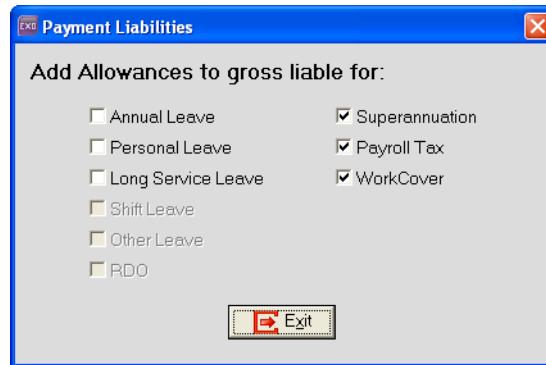 EXO Payment Liabilities
Add Allowances to gross liable for:
Annual Leave
Personal Leave
Long Service Leave
Shift Leave
Other Leave
RDO
Superannuation
Payroll Tax
WorkCover
Exit